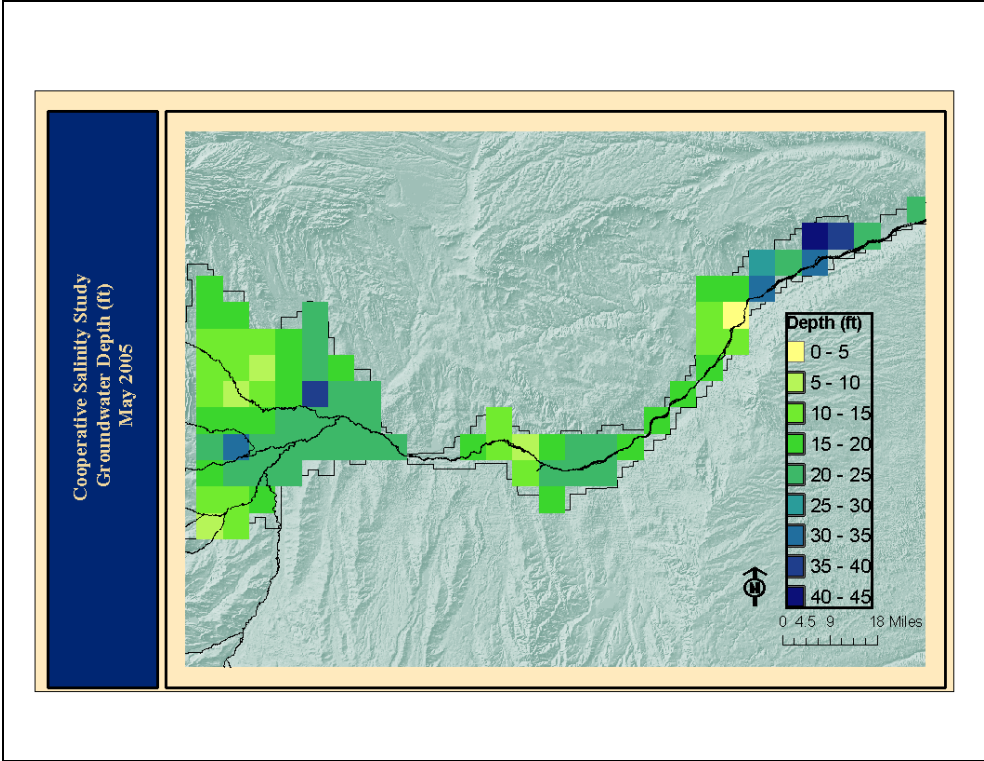 Cooperative Salinity Study
Groundwater Depth (ft)
May 2005
Depth (ft)
0 - 5
5 - 10
10 - 15
15 - 20
20 - 25
25 - 30
30 - 35
35 - 40
40 - 45
N
0 4.5 9 18 Miles